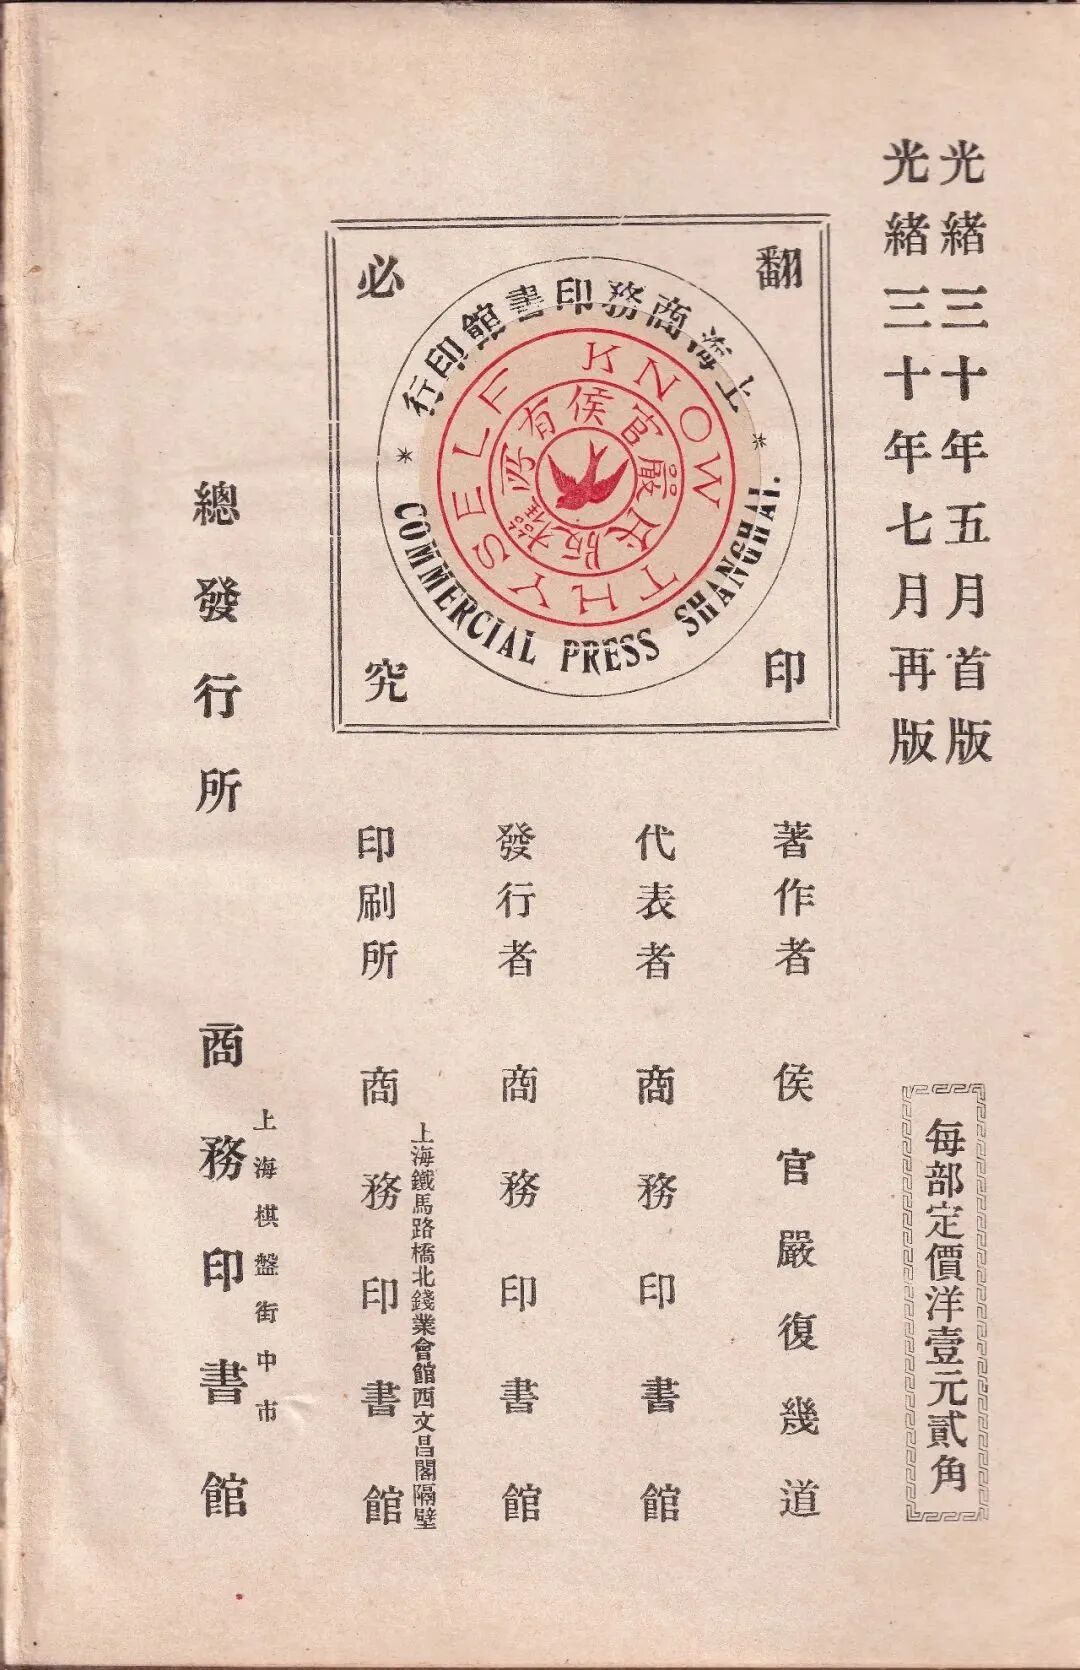 光緒三十年五月首版
光緒三十年七月再版
每部定價洋壹元貳角
翻印必究
上海商務印書館印行
COMMERCIAL PRESS SHANGHAI.
KNOW THYSELF
侯官嚴氏版權所有
著作者 侯官嚴復幾道
代表者 商務印書館
發行者 商務印書館
印刷所 商務印書館
上海鐵馬路橋北錢業會館西文昌閣隔壁
總發行所 商務印書館
上海棋盤街中市